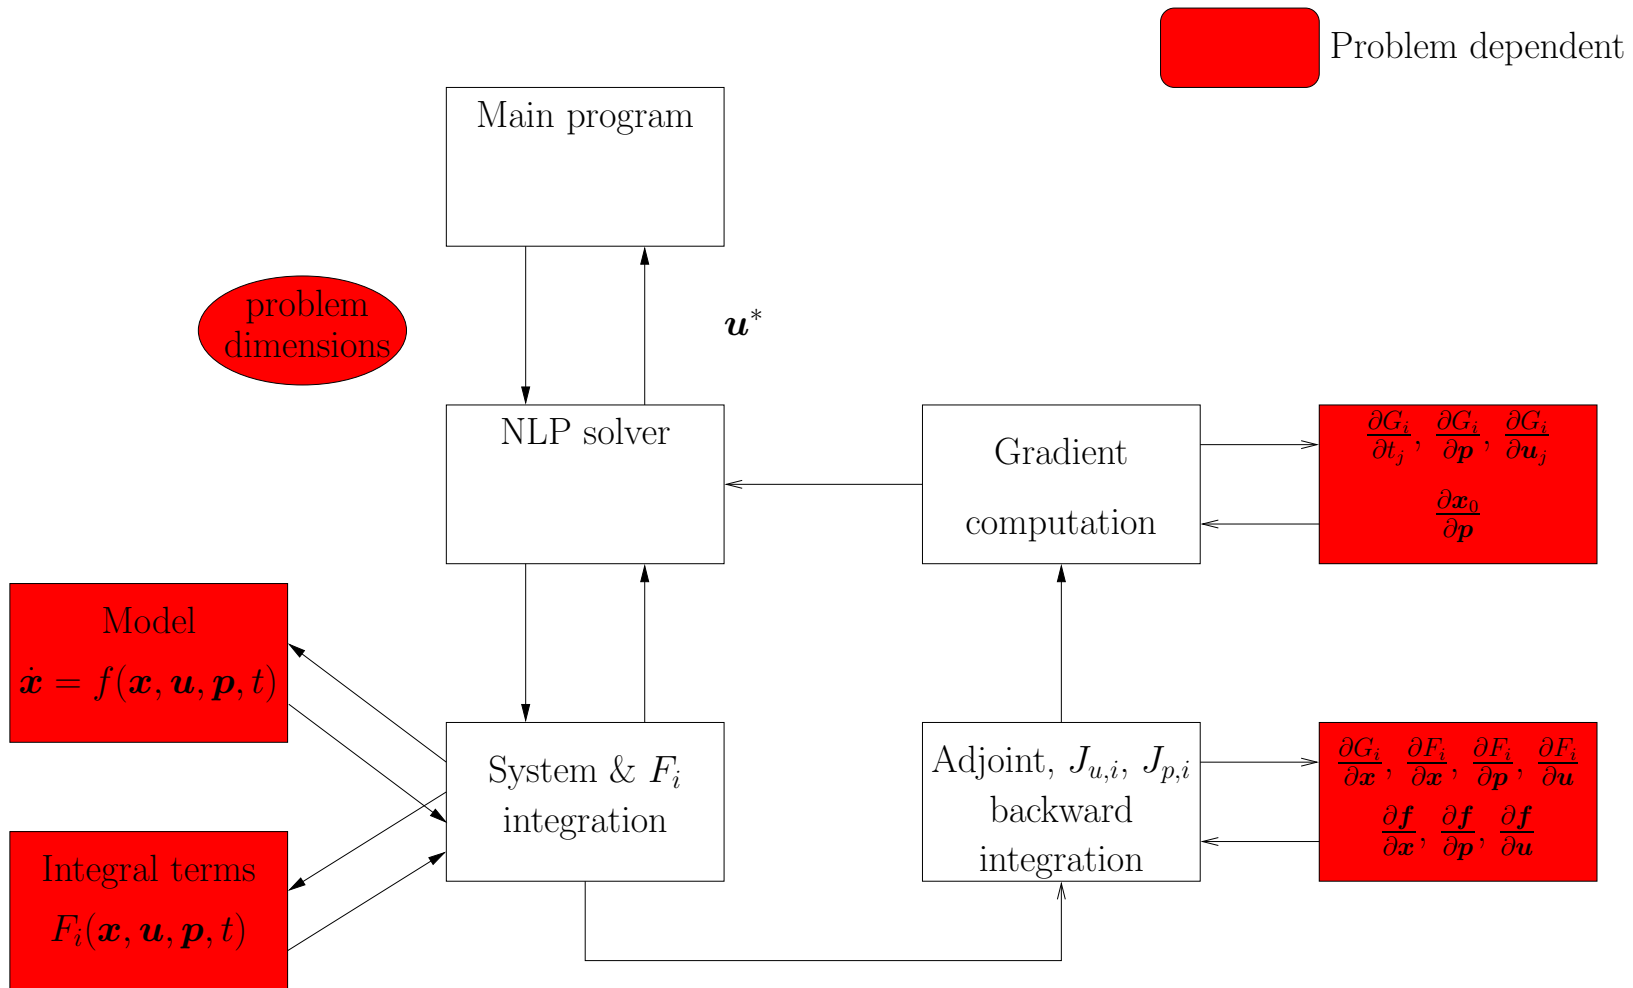 Problem dependent
Main program
problem
dimensions
𝒖*
NLP solver
Gradient
computation
∂G_i/∂t_j, ∂G_i/∂𝒑, ∂G_i/∂𝒖_j
∂𝒙_0/∂𝒑
Model
𝒙̇ = f(𝒙, 𝒖, 𝒑, t)
System & F_i
integration
Adjoint, J_{u,i}, J_{p,i}
backward
integration
∂G_i/∂𝒙, ∂F_i/∂𝒙, ∂F_i/∂𝒑, ∂F_i/∂𝒖
∂𝒇/∂𝒙, ∂𝒇/∂𝒑, ∂𝒇/∂𝒖
Integral terms
F_i(𝒙, 𝒖, 𝒑, t)